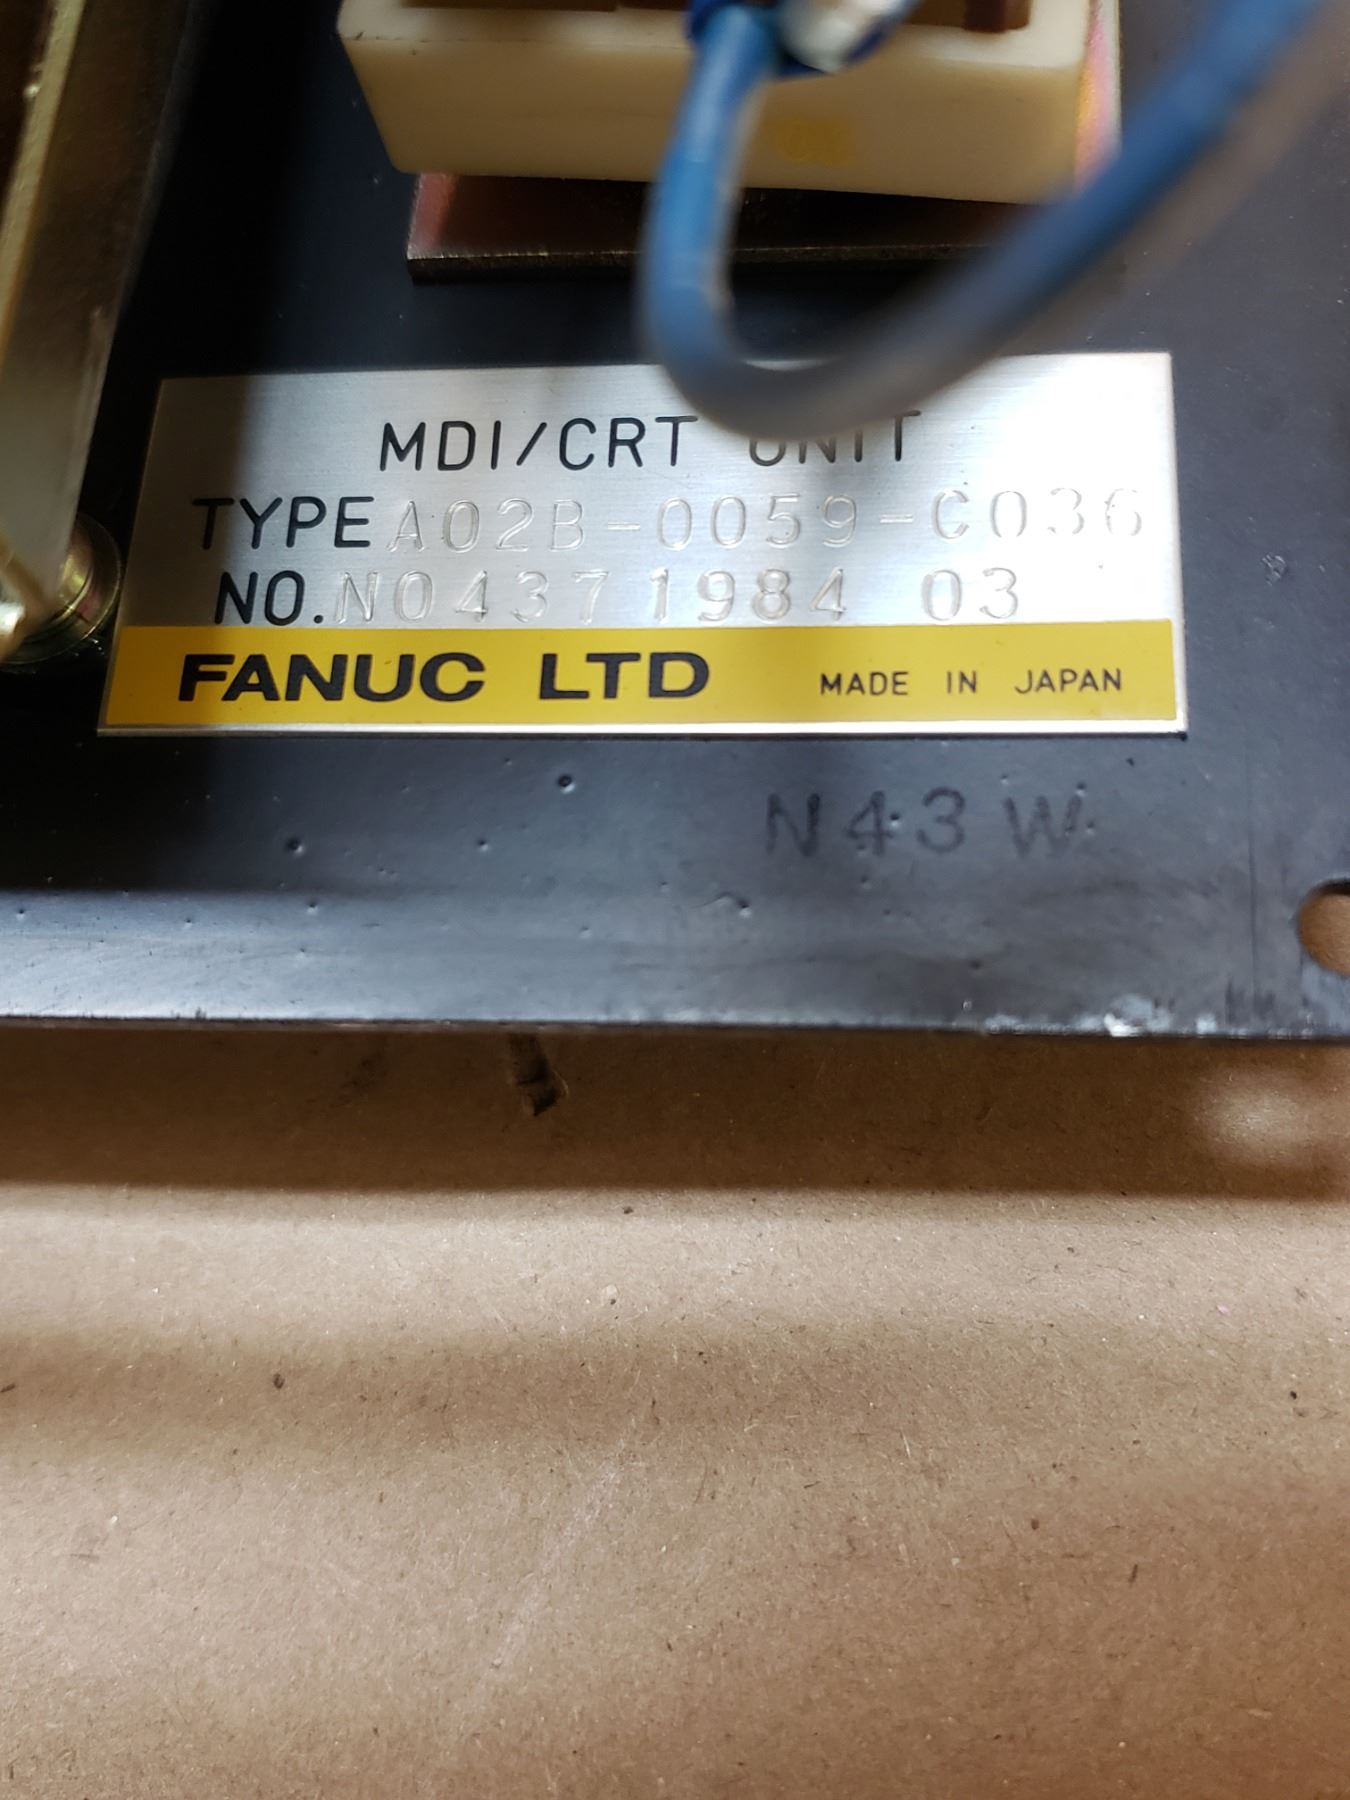 MDI/CRT UNIT
TYPE A02B-0059-C036
NO. N04371984 03
FANUC LTD MADE IN JAPAN
N43W